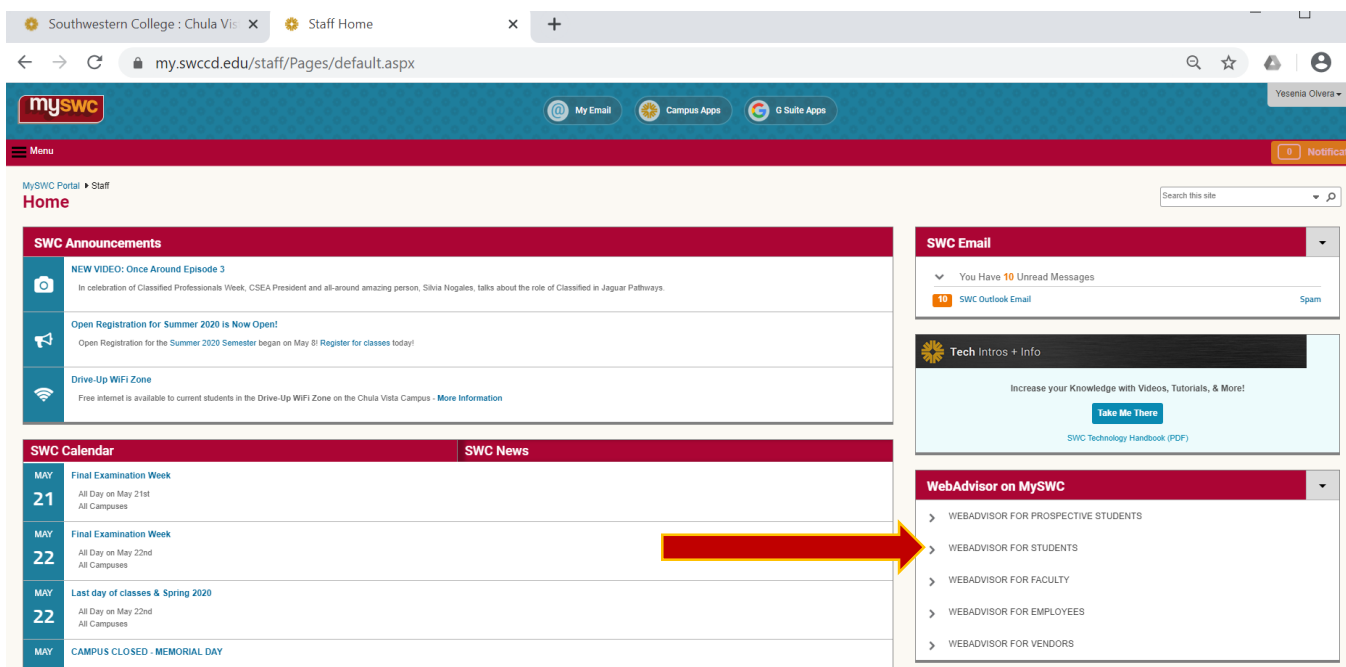 Southwestern College : Chula Vis
Staff Home
my.swccd.edu/staff/Pages/default.aspx
mySWC
@ My Email
Campus Apps
G G Suite Apps
Yesenia Olvera
Menu
0 Notificat
MySWC Portal ▸ Staff
Home
Search this site
SWC Announcements
NEW VIDEO: Once Around Episode 3
In celebration of Classified Professionals Week, CSEA President and all-around amazing person, Silvia Nogales, talks about the role of Classified in Jaguar Pathways.
Open Registration for Summer 2020 is Now Open!
Open Registration for the Summer 2020 Semester began on May 8! Register for classes today!
Drive-Up WiFi Zone
Free internet is available to current students in the Drive-Up WiFi Zone on the Chula Vista Campus - More Information
SWC Calendar
SWC News
MAY
21
Final Examination Week
All Day on May 21st
All Campuses
MAY
22
Final Examination Week
All Day on May 22nd
All Campuses
MAY
22
Last day of classes & Spring 2020
All Day on May 22nd
All Campuses
MAY
CAMPUS CLOSED - MEMORIAL DAY
SWC Email
You Have 10 Unread Messages
10 SWC Outlook Email
Spam
Tech Intros + Info
Increase your Knowledge with Videos, Tutorials, & More!
Take Me There
SWC Technology Handbook (PDF)
WebAdvisor on MySWC
WEBADVISOR FOR PROSPECTIVE STUDENTS
WEBADVISOR FOR STUDENTS
WEBADVISOR FOR FACULTY
WEBADVISOR FOR EMPLOYEES
WEBADVISOR FOR VENDORS